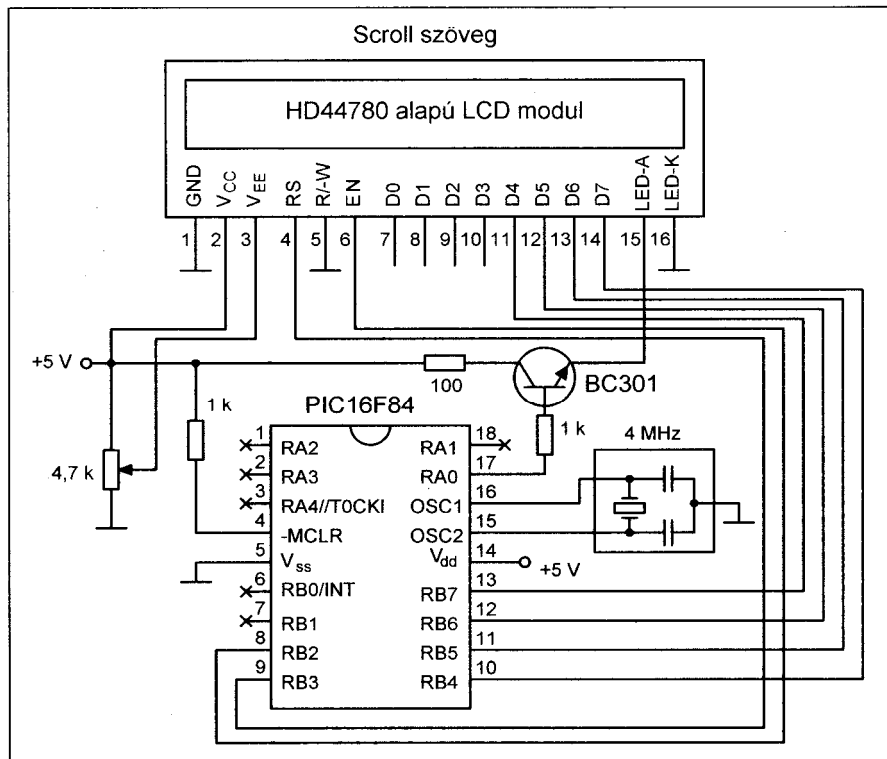 Scroll szöveg
HD44780 alapú LCD modul
GND
VCC
VEE
RS
R/-W
EN
D0
D1
D2
D3
D4
D5
D6
D7
LED-A
LED-K
1
2
3
4
5
6
7
8
9
10
11
12
13
14
15
16
+5 V
100
BC301
1 k
PIC16F84
1 k
4 MHz
4,7 k
1
RA2
RA1
18
2
RA3
RA0
17
3
RA4//T0CKI
OSC1
16
4
-MCLR
OSC2
15
5
Vss
Vdd
14
+5 V
6
RB0/INT
RB7
13
7
RB1
RB6
12
8
RB2
RB5
11
9
RB3
RB4
10